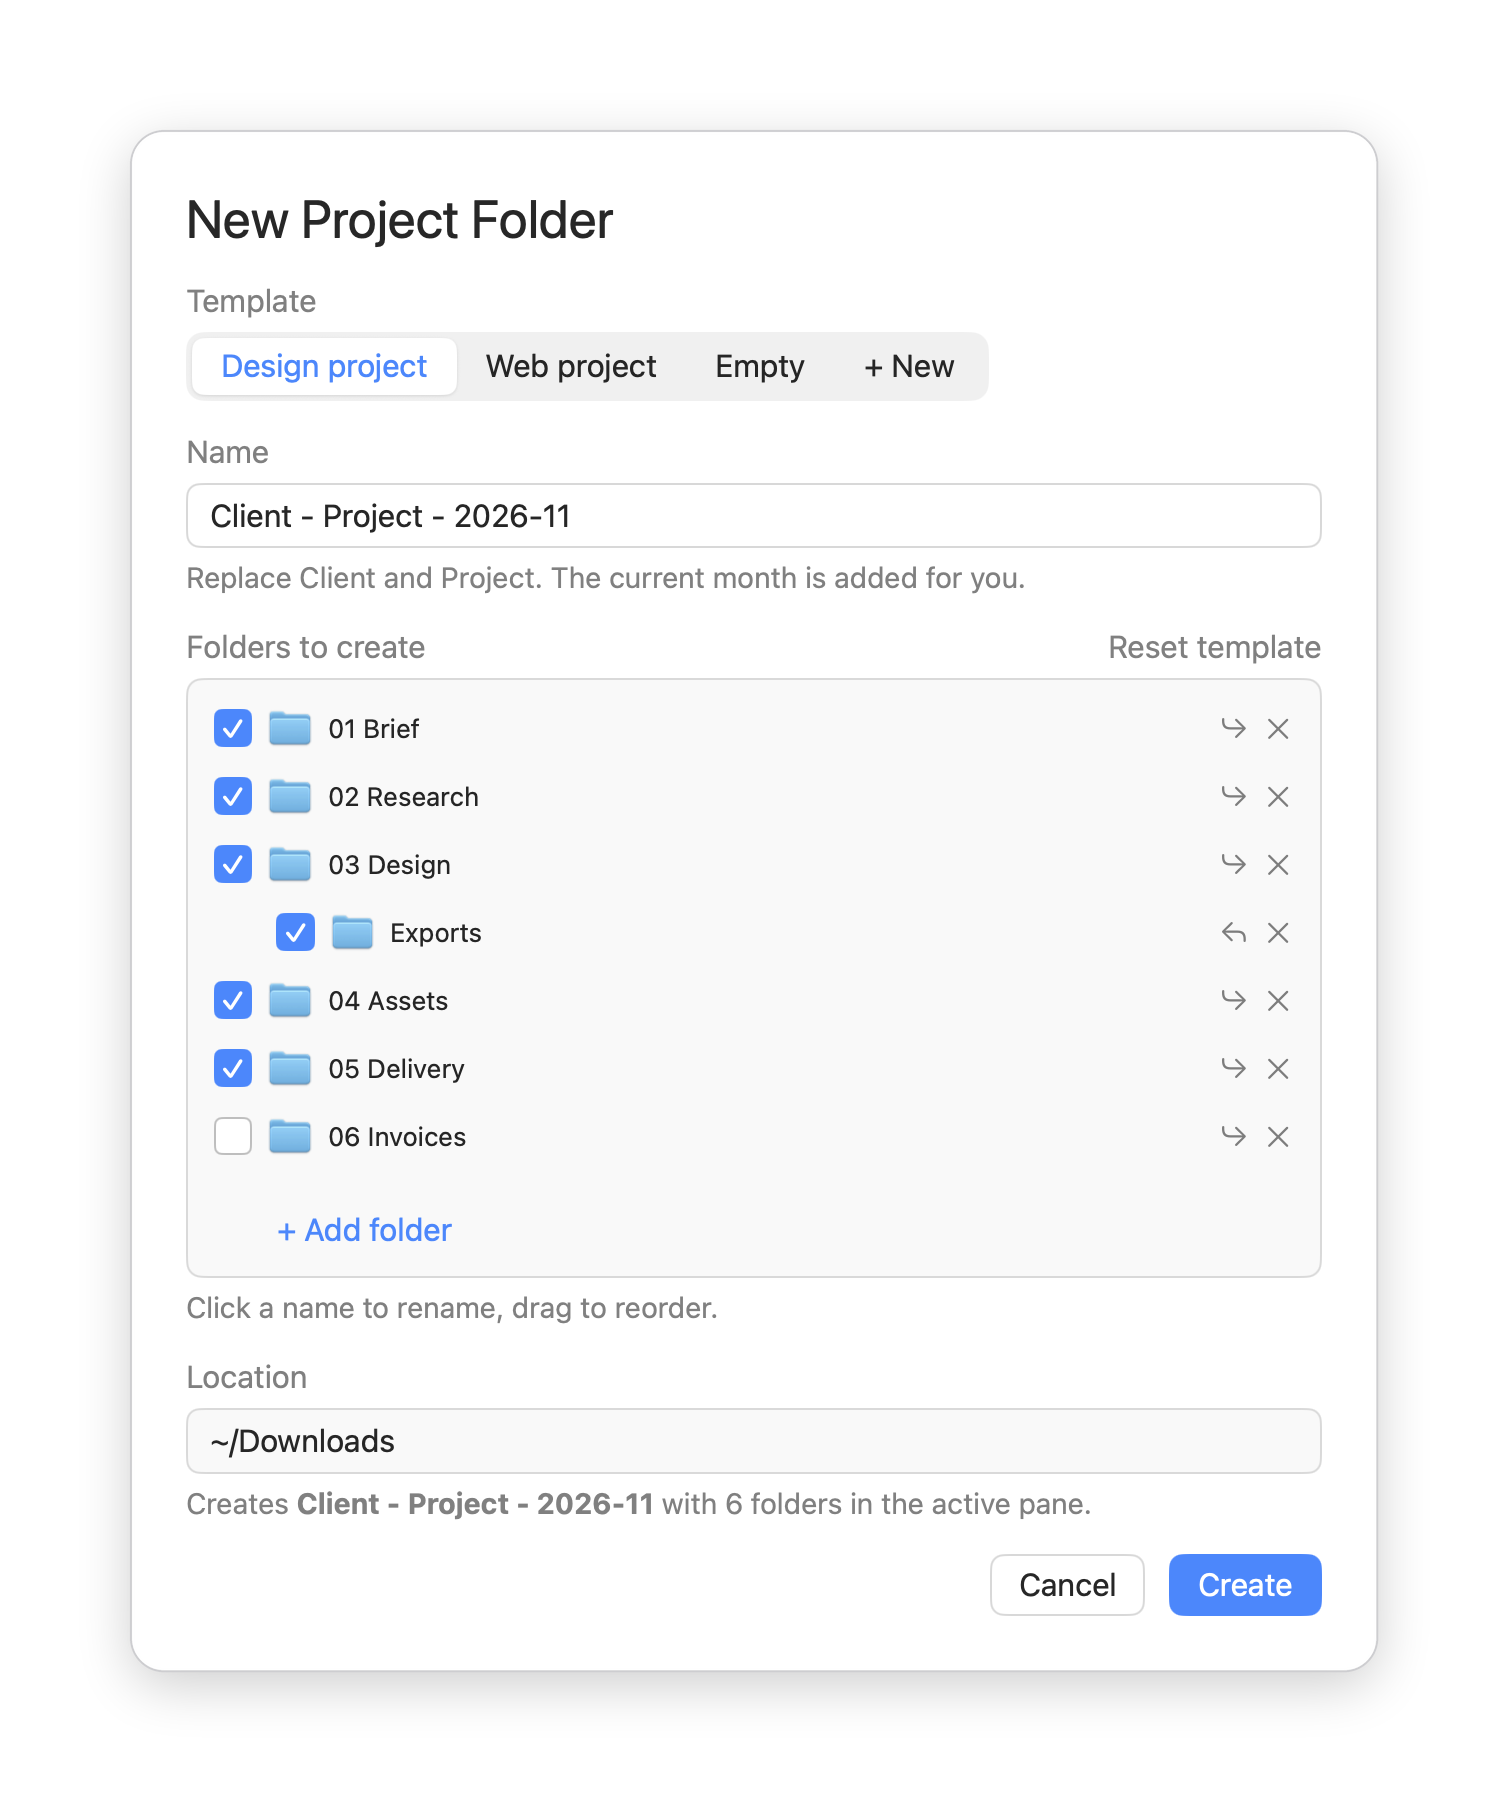 New Project Folder
Template
Design project Web project Empty + New
Name
Client - Project - 2026-11
Replace Client and Project. The current month is added for you.
Folders to create Reset template
01 Brief
02 Research
03 Design
Exports
04 Assets
05 Delivery
06 Invoices
+ Add folder
Click a name to rename, drag to reorder.
Location
~/Downloads
Creates Client - Project - 2026-11 with 6 folders in the active pane.
Cancel Create